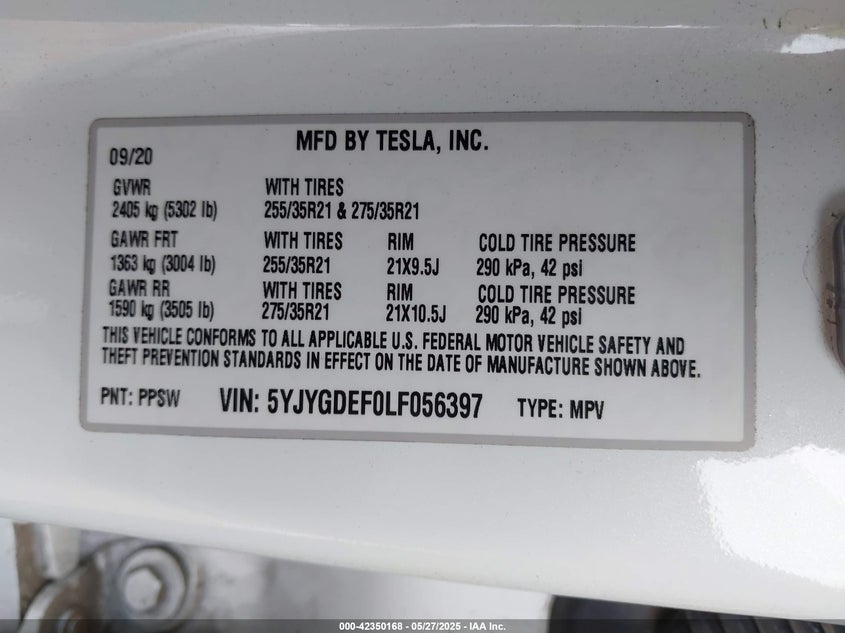 MFD BY TESLA, INC.
09/20
GVWR WITH TIRES
2405 kg (5302 lb) 255/35R21 & 275/35R21
GAWR FRT WITH TIRES RIM COLD TIRE PRESSURE
1363 kg (3004 lb) 255/35R21 21X9.5J 290 kPa, 42 psi
GAWR RR WITH TIRES RIM COLD TIRE PRESSURE
1590 kg (3505 lb) 275/35R21 21X10.5J 290 kPa, 42 psi
THIS VEHICLE CONFORMS TO ALL APPLICABLE U.S. FEDERAL MOTOR VEHICLE SAFETY AND
THEFT PREVENTION STANDARDS IN EFFECT ON THE DATE OF MANUFACTURE SHOWN ABOVE.
PNT: PPSW VIN: 5YJYGDEF0LF056397 TYPE: MPV
000-42350168 — 05/27/2025 — IAA Inc.